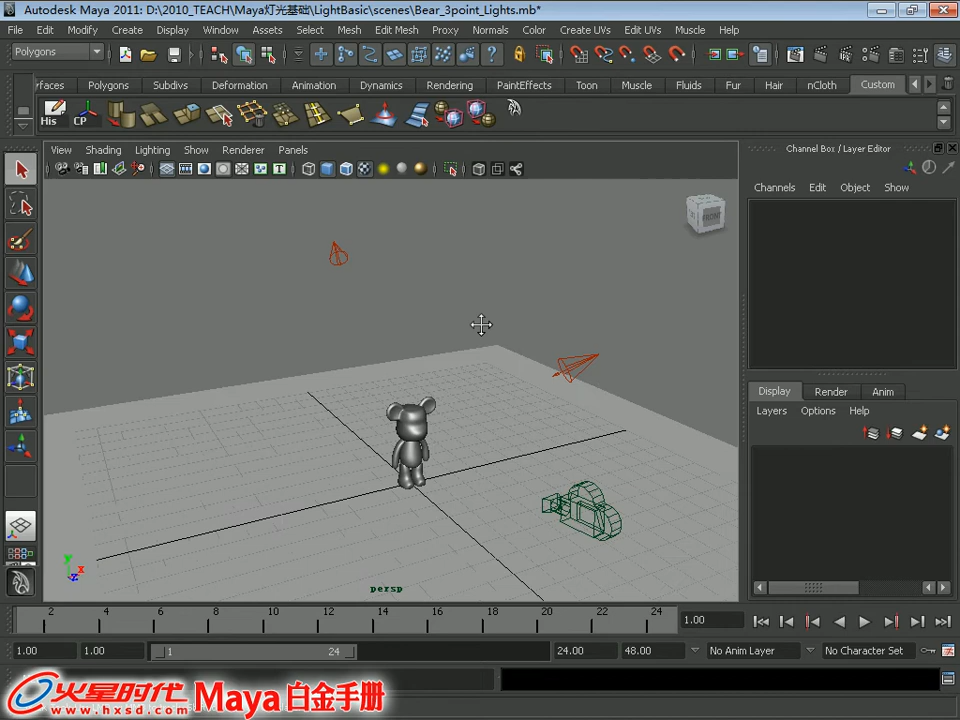 Autodesk Maya 2011: D:\2010_TEACH\Maya灯光基础\LightBasic\scenes\Bear_3point_Lights.mb*
File Edit Modify Create Display Window Assets Select Mesh Edit Mesh Proxy Normals Color Create UVs Edit UVs Muscle Help
Polygons
rfaces Polygons Subdivs Deformation Animation Dynamics Rendering PaintEffects Toon Muscle Fluids Fur Hair nCloth Custom
His CP
View Shading Lighting Show Renderer Panels
Channel Box / Layer Editor
Channels Edit Object Show
FRONT
Display Render Anim
Layers Options Help
y x z
persp
2 4 6 8 10 12 14 16 18 20 22 24 1.00
1.00 1.00 1 24 24.00 48.00 No Anim Layer No Character Set
火星时代 Maya 白金手册
www.hxsd.com